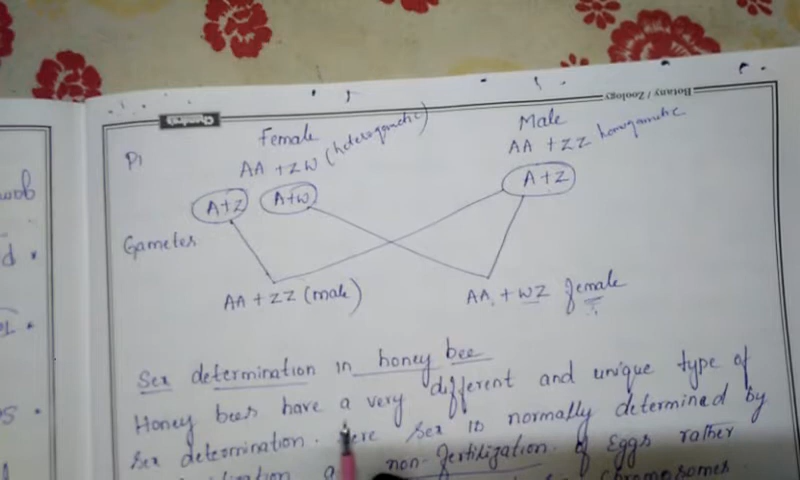 Botany / Zoology
Female Male
P1 AA + ZW (heterogametic) AA + ZZ homogametic
A+Z A+W A+Z
Gametes
AA + ZZ (male) AA + WZ female
Sex determination in honey bee
Honey bees have a very different and unique type of
sex determination. sex is normally determined by
non-fertilization of Eggs rather
chromosomes.